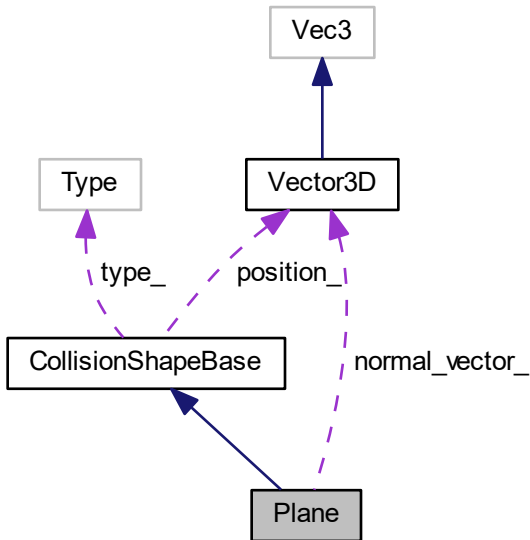 Vec3
Type
Vector3D
type_
position_
CollisionShapeBase
normal_vector_
Plane